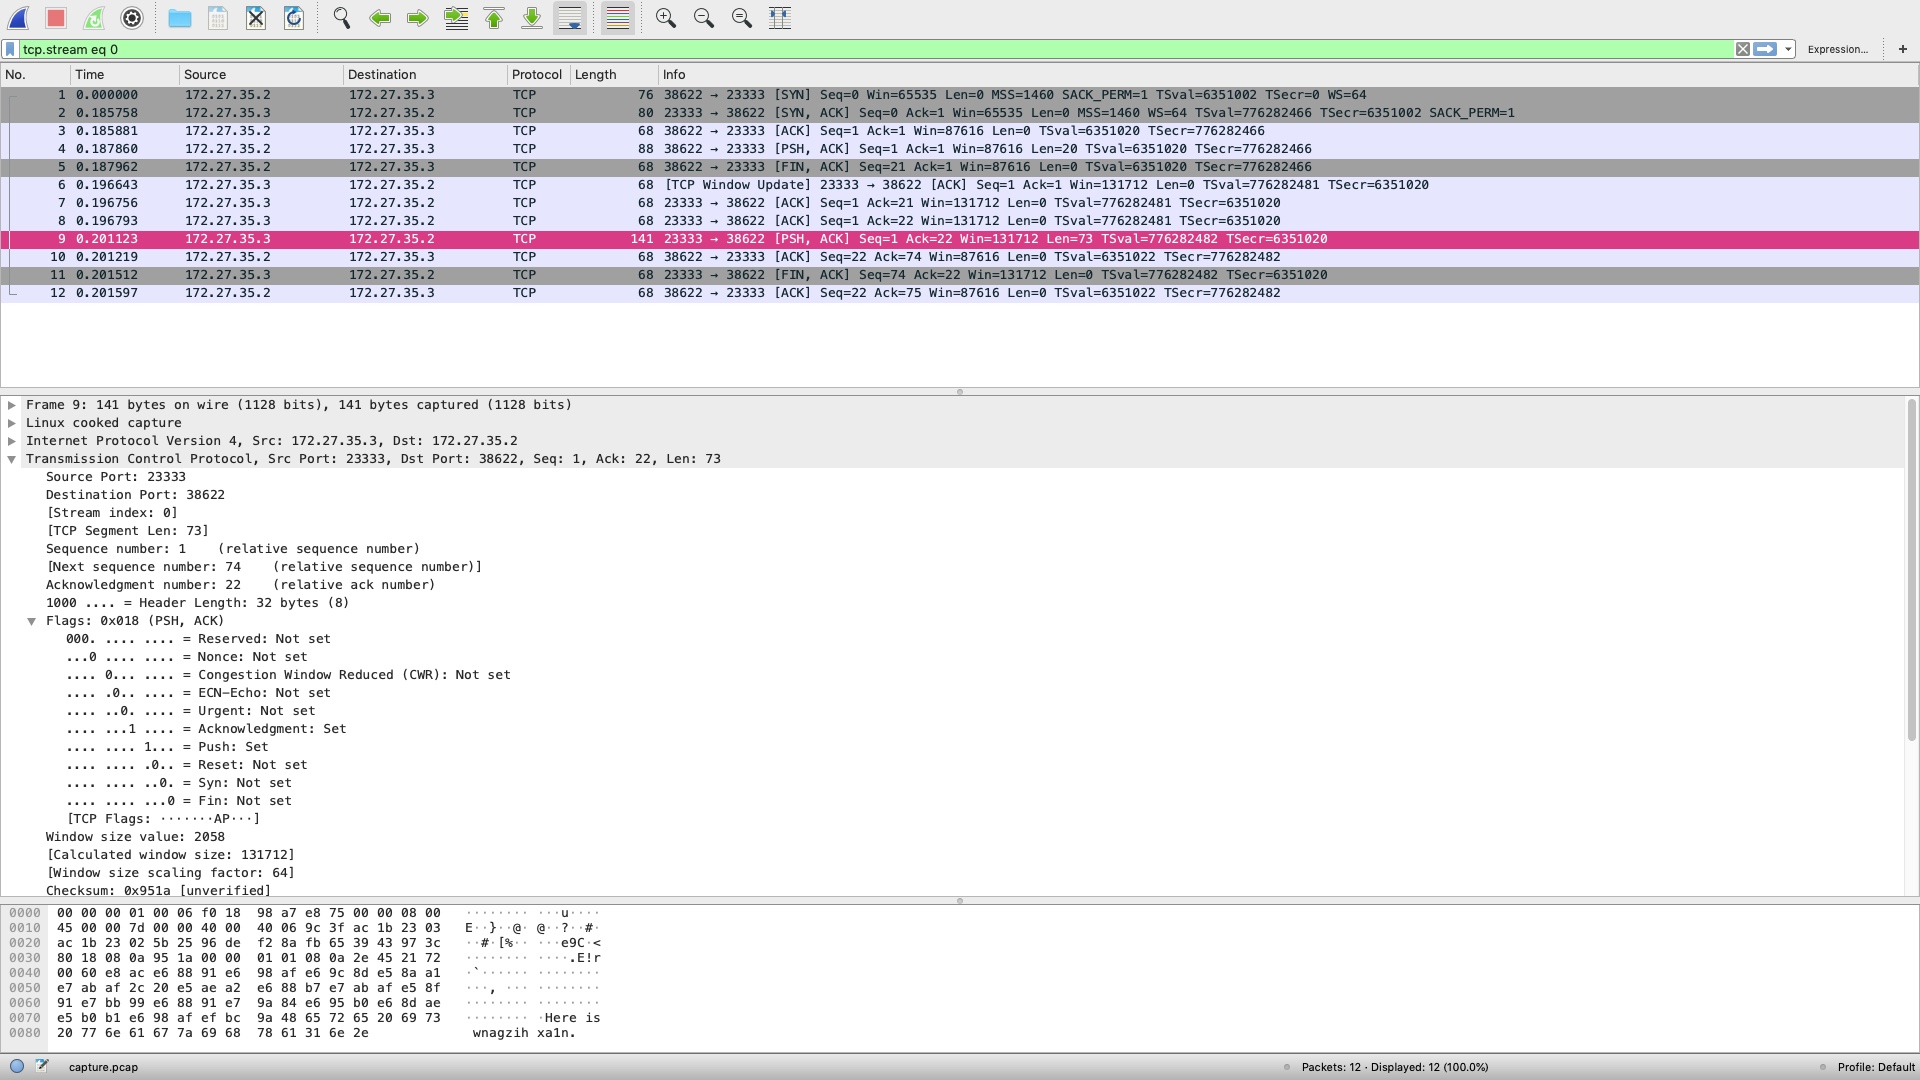 tcp.stream eq 0
Expression...
+
No. Time Source Destination Protocol Length Info
1 0.000000 172.27.35.2 172.27.35.3 TCP 76 38622 → 23333 [SYN] Seq=0 Win=65535 Len=0 MSS=1460 SACK_PERM=1 TSval=6351002 TSecr=0 WS=64
2 0.185758 172.27.35.3 172.27.35.2 TCP 80 23333 → 38622 [SYN, ACK] Seq=0 Ack=1 Win=65535 Len=0 MSS=1460 WS=64 TSval=776282466 TSecr=6351002 SACK_PERM=1
3 0.185881 172.27.35.2 172.27.35.3 TCP 68 38622 → 23333 [ACK] Seq=1 Ack=1 Win=87616 Len=0 TSval=6351020 TSecr=776282466
4 0.187860 172.27.35.2 172.27.35.3 TCP 88 38622 → 23333 [PSH, ACK] Seq=1 Ack=1 Win=87616 Len=20 TSval=6351020 TSecr=776282466
5 0.187962 172.27.35.2 172.27.35.3 TCP 68 38622 → 23333 [FIN, ACK] Seq=21 Ack=1 Win=87616 Len=0 TSval=6351020 TSecr=776282466
6 0.196643 172.27.35.3 172.27.35.2 TCP 68 [TCP Window Update] 23333 → 38622 [ACK] Seq=1 Ack=1 Win=131712 Len=0 TSval=776282481 TSecr=6351020
7 0.196756 172.27.35.3 172.27.35.2 TCP 68 23333 → 38622 [ACK] Seq=1 Ack=21 Win=131712 Len=0 TSval=776282481 TSecr=6351020
8 0.196793 172.27.35.3 172.27.35.2 TCP 68 23333 → 38622 [ACK] Seq=1 Ack=22 Win=131712 Len=0 TSval=776282481 TSecr=6351020
9 0.201123 172.27.35.3 172.27.35.2 TCP 141 23333 → 38622 [PSH, ACK] Seq=1 Ack=22 Win=131712 Len=73 TSval=776282482 TSecr=6351020
10 0.201219 172.27.35.2 172.27.35.3 TCP 68 38622 → 23333 [ACK] Seq=22 Ack=74 Win=87616 Len=0 TSval=6351022 TSecr=776282482
11 0.201512 172.27.35.3 172.27.35.2 TCP 68 23333 → 38622 [FIN, ACK] Seq=74 Ack=22 Win=131712 Len=0 TSval=776282482 TSecr=6351020
12 0.201597 172.27.35.2 172.27.35.3 TCP 68 38622 → 23333 [ACK] Seq=22 Ack=75 Win=87616 Len=0 TSval=6351022 TSecr=776282482
Frame 9: 141 bytes on wire (1128 bits), 141 bytes captured (1128 bits)
Linux cooked capture
Internet Protocol Version 4, Src: 172.27.35.3, Dst: 172.27.35.2
Transmission Control Protocol, Src Port: 23333, Dst Port: 38622, Seq: 1, Ack: 22, Len: 73
Source Port: 23333
Destination Port: 38622
[Stream index: 0]
[TCP Segment Len: 73]
Sequence number: 1 (relative sequence number)
[Next sequence number: 74 (relative sequence number)]
Acknowledgment number: 22 (relative ack number)
1000 .... = Header Length: 32 bytes (8)
Flags: 0x018 (PSH, ACK)
000. .... .... = Reserved: Not set
...0 .... .... = Nonce: Not set
.... 0... .... = Congestion Window Reduced (CWR): Not set
.... .0.. .... = ECN-Echo: Not set
.... ..0. .... = Urgent: Not set
.... ...1 .... = Acknowledgment: Set
.... .... 1... = Push: Set
.... .... .0.. = Reset: Not set
.... .... ..0. = Syn: Not set
.... .... ...0 = Fin: Not set
[TCP Flags: ·······AP···]
Window size value: 2058
[Calculated window size: 131712]
[Window size scaling factor: 64]
Checksum: 0x951a [unverified]
0000 00 00 00 01 00 06 f0 18 98 a7 e8 75 00 00 08 00 ········ ···u····
0010 45 00 00 7d 00 00 40 00 40 06 9c 3f ac 1b 23 03 E··}··@· @··?··#·
0020 ac 1b 23 02 5b 25 96 de f2 8a fb 65 39 43 97 3c ··#·[%·· ···e9C·<
0030 80 18 08 0a 95 1a 00 00 01 01 08 0a 2e 45 21 72 ········ ····.E!r
0040 00 60 e8 ac e6 88 91 e6 98 af e6 9c 8d e5 8a a1 ·`······ ········
0050 e7 ab af 2c 20 e5 ae a2 e6 88 b7 e7 ab af e5 8f ···, ··· ········
0060 91 e7 bb 99 e6 88 91 e7 9a 84 e6 95 b0 e6 8d ae ········ ········
0070 e5 b0 b1 e6 98 af ef bc 9a 48 65 72 65 20 69 73 ········ ·Here is
0080 20 77 6e 61 67 7a 69 68 78 61 31 6e 2e wnagzih xa1n.
capture.pcap
Packets: 12 · Displayed: 12 (100.0%)
Profile: Default